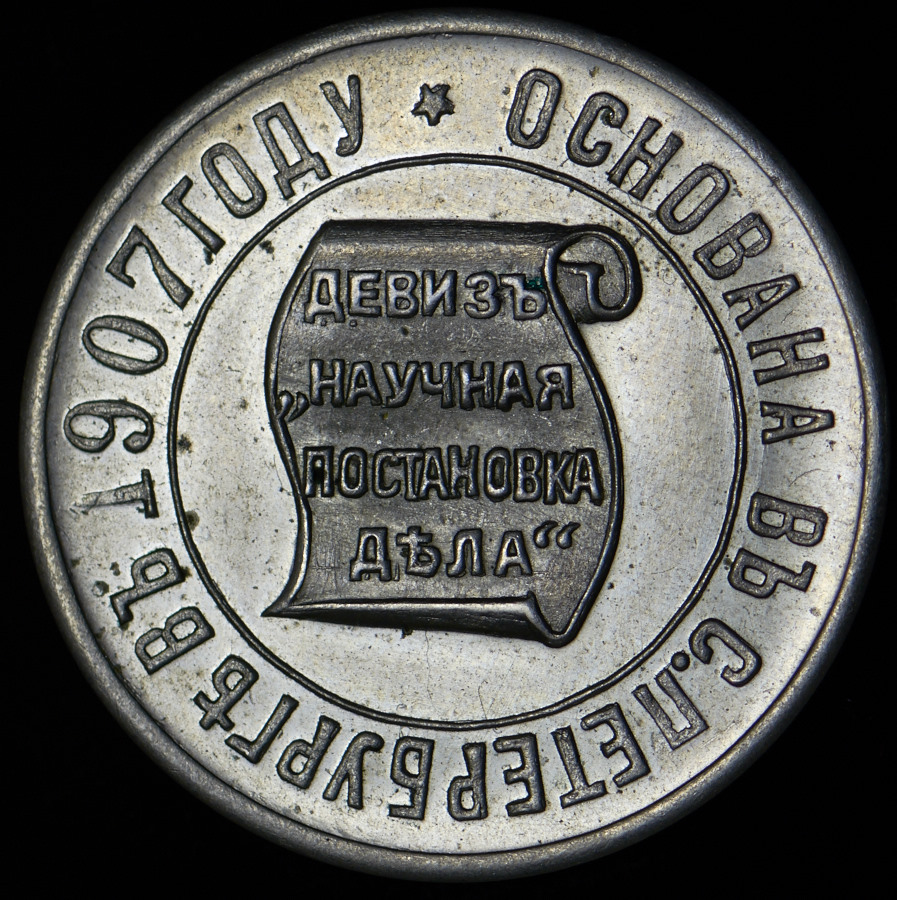 ОСНОВАНА ВЪ С.ПЕТЕРБУРГѢ ВЪ 1907 ГОДУ
ДЕВИЗЪ
„НАУЧНАЯ
ПОСТАНОВКА
ДѢЛА“